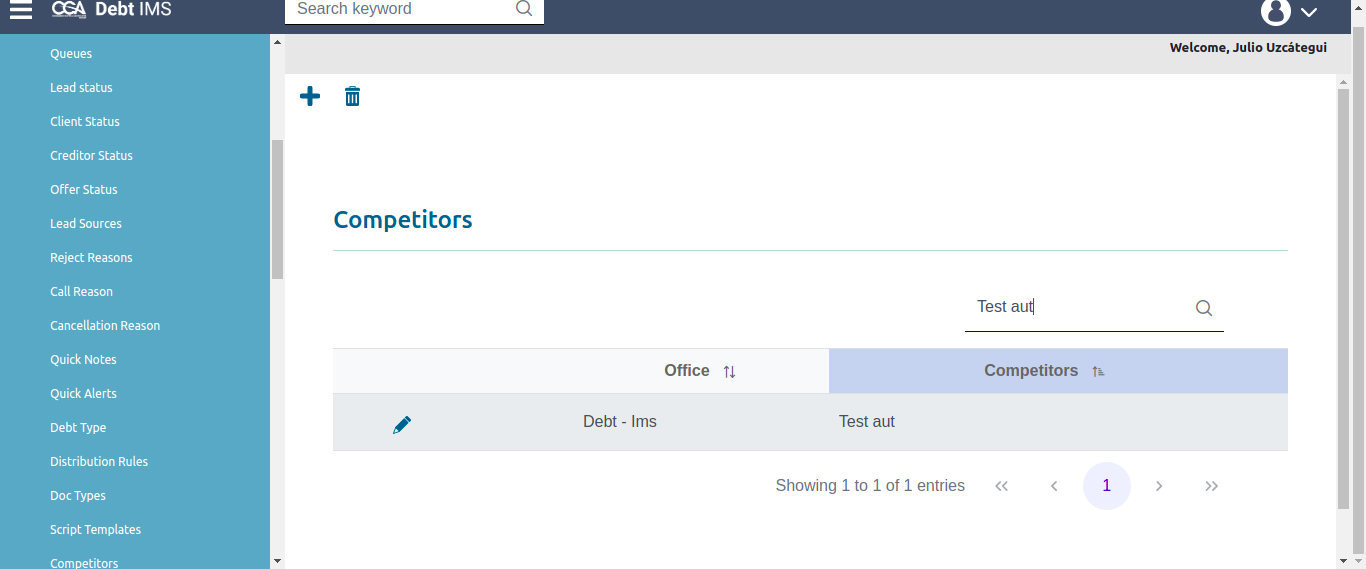 CGA Debt IMS
Search keyword
Welcome, Julio Uzcátegui
Queues
Lead status
Client Status
Creditor Status
Offer Status
Lead Sources
Reject Reasons
Call Reason
Cancellation Reason
Quick Notes
Quick Alerts
Debt Type
Distribution Rules
Doc Types
Script Templates
Competitors
Competitors
Test aut
Office Competitors
Debt - Ims Test aut
Showing 1 to 1 of 1 entries « ‹ 1 › »